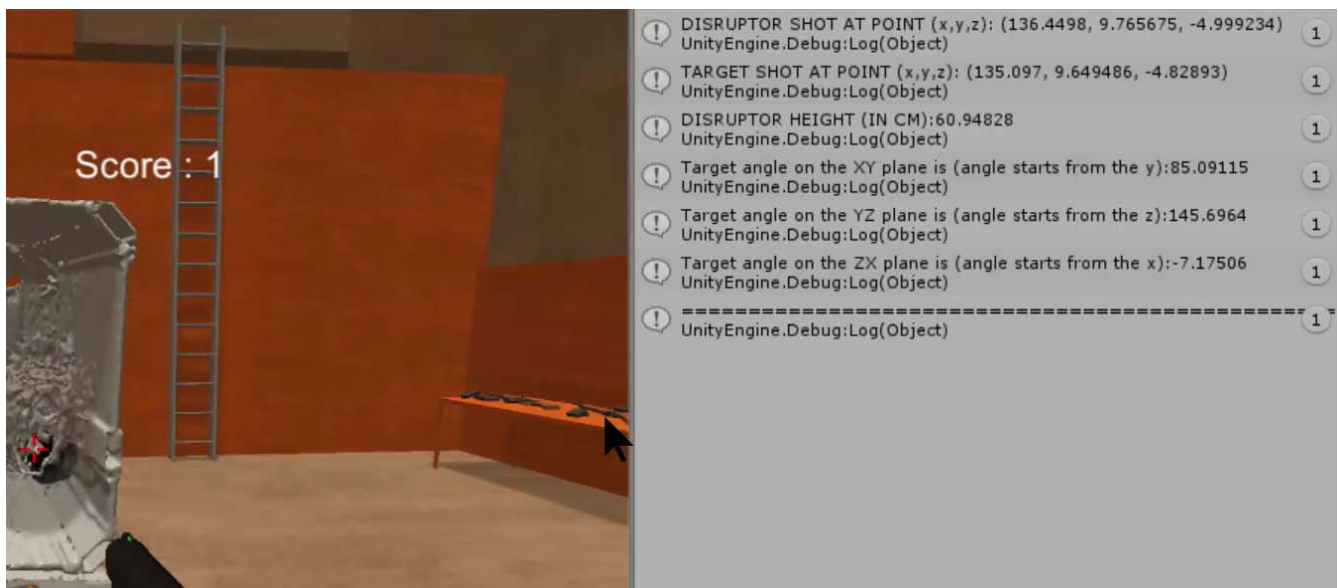 Score : 1
DISRUPTOR SHOT AT POINT (x,y,z): (136.4498, 9.765675, -4.999234)
UnityEngine.Debug:Log(Object)
1
TARGET SHOT AT POINT (x,y,z): (135.097, 9.649486, -4.82893)
UnityEngine.Debug:Log(Object)
1
DISRUPTOR HEIGHT (IN CM):60.94828
UnityEngine.Debug:Log(Object)
1
Target angle on the XY plane is (angle starts from the y):85.09115
UnityEngine.Debug:Log(Object)
1
Target angle on the YZ plane is (angle starts from the z):145.6964
UnityEngine.Debug:Log(Object)
1
Target angle on the ZX plane is (angle starts from the x):-7.17506
UnityEngine.Debug:Log(Object)
1
==================================================
UnityEngine.Debug:Log(Object)
1